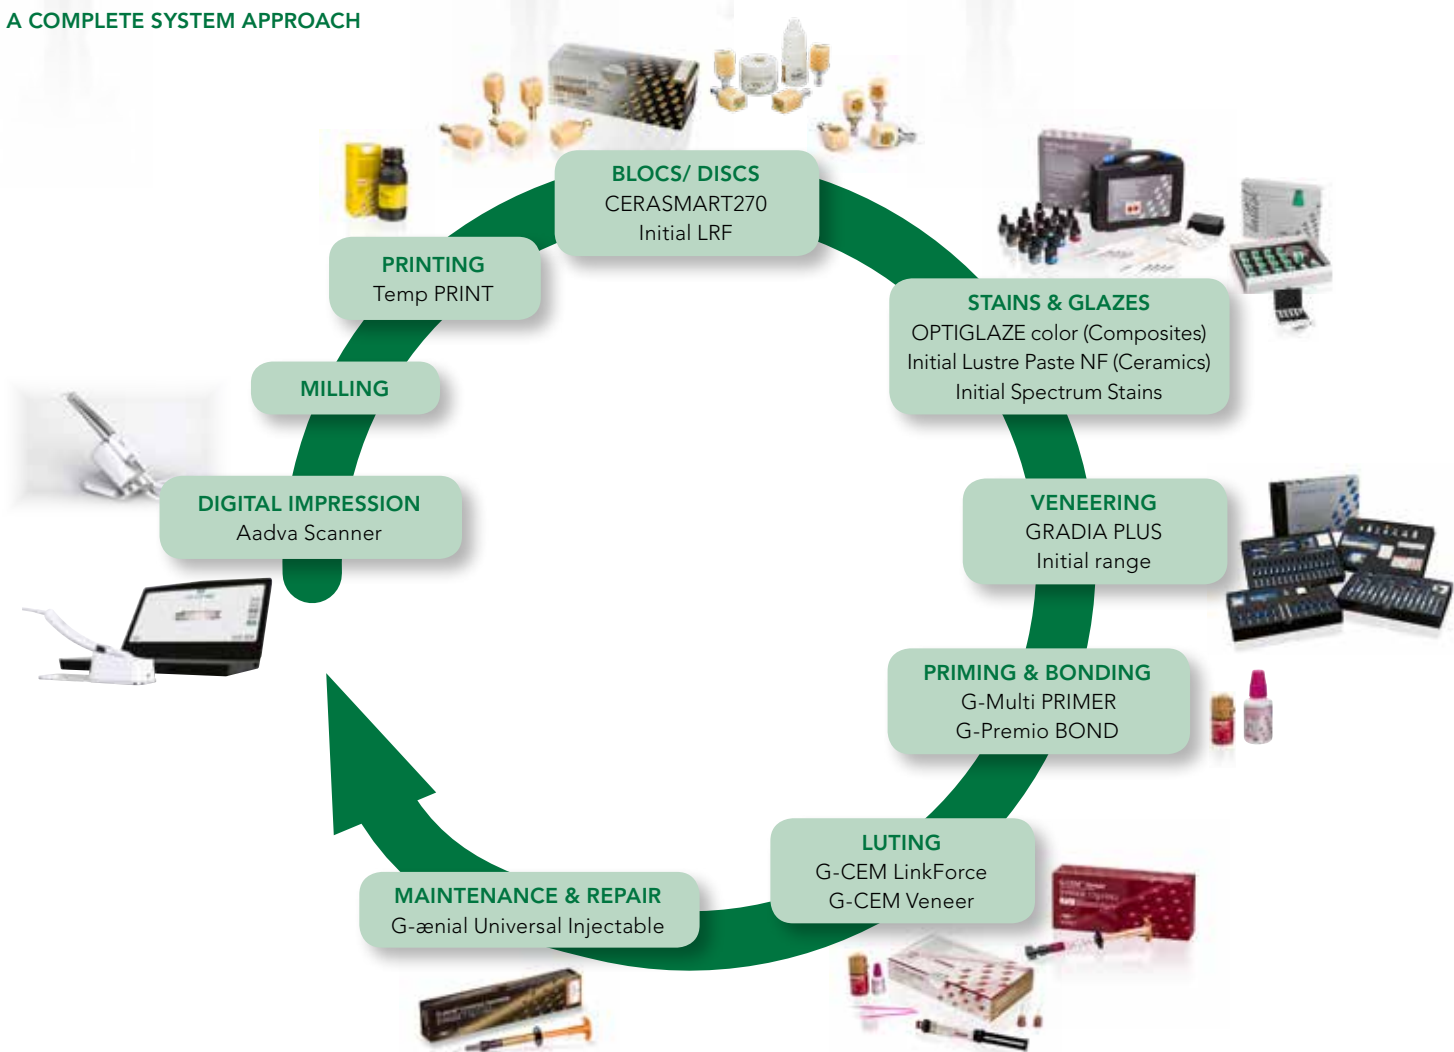 A COMPLETE SYSTEM APPROACH
BLOCS/ DISCS
CERASMART270
Initial LRF
PRINTING
Temp PRINT
STAINS & GLAZES
OPTIGLAZE color (Composites)
Initial Lustre Paste NF (Ceramics)
Initial Spectrum Stains
MILLING
DIGITAL IMPRESSION
Aadva Scanner
VENEERING
GRADIA PLUS
Initial range
PRIMING & BONDING
G-Multi PRIMER
G-Premio BOND
LUTING
G-CEM LinkForce
G-CEM Veneer
MAINTENANCE & REPAIR
G-ænial Universal Injectable